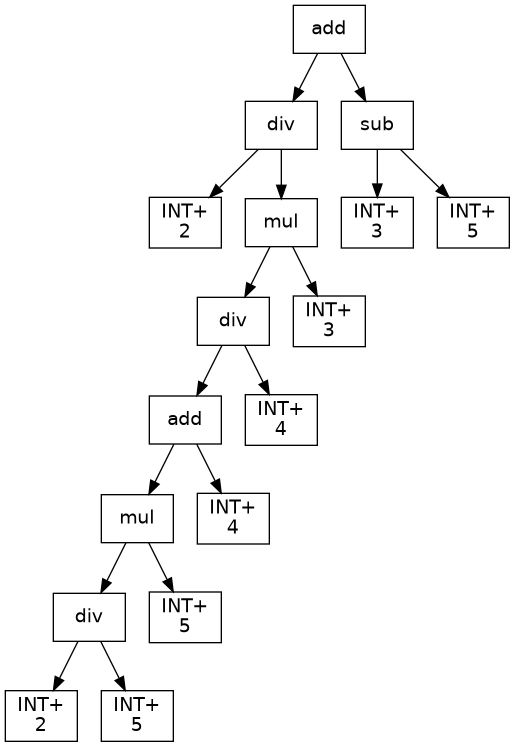 add
div
sub
INT+
2
mul
INT+
3
INT+
5
div
INT+
3
add
INT+
4
mul
INT+
4
div
INT+
5
INT+
2
INT+
5